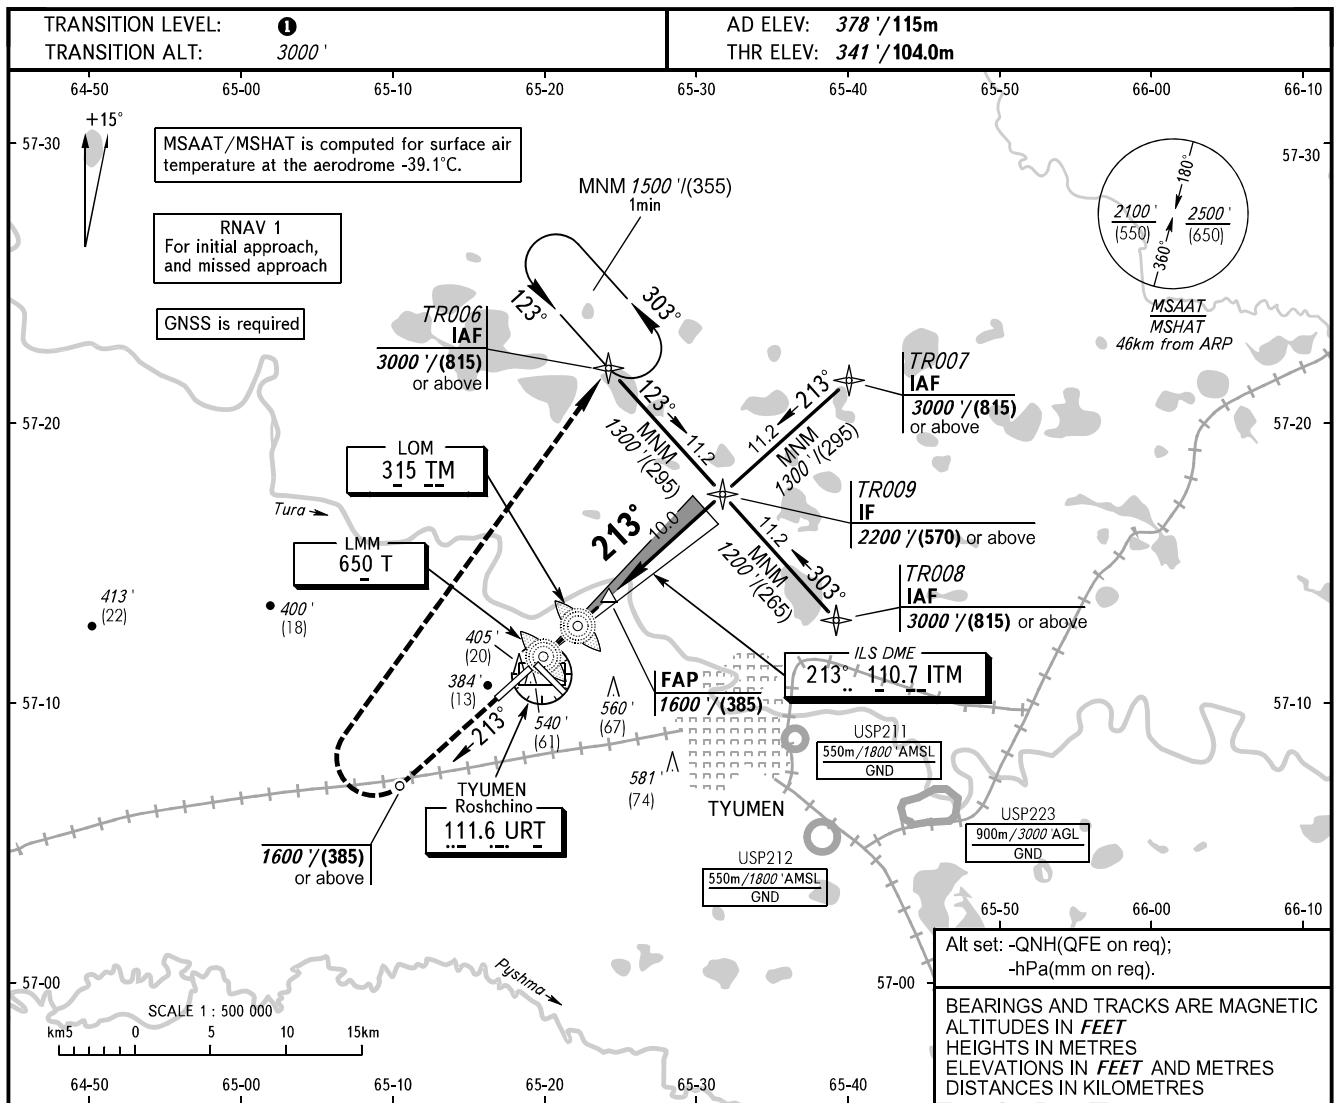 TRANSITION LEVEL: 1
TRANSITION ALT: 3000 '
AD ELEV: 378 '/115m
THR ELEV: 341 '/104.0m
64-50 65-00 65-10 65-20 65-30 65-40 65-50 66-00 66-10
+15°
57-30 57-30
MSAAT/MSHAT is computed for surface air
temperature at the aerodrome -39.1°C.
RNAV 1
For initial approach,
and missed approach
GNSS is required
MNM 1500 '/(355)
1min
123°
303°
180°
2100 '
(550)
2500 '
(650)
360°
MSAAT
MSHAT
46km from ARP
TR006
IAF
3000 '/(815)
or above
TR007
IAF
3000 '/(815)
or above
123°
11.2
MNM
1300 '/(295)
213°
11.2
MNM
1300 '/(295)
57-20 57-20
LOM
315 TM
TR009
IF
2200 '/(570) or above
Tura
213°
10.0
LMM
650 T
11.2
303°
MNM
1200 '/(265)
TR008
IAF
3000 '/(815) or above
413 '
(22)
400 '
(18)
405 '
(20)
384 '
(13)
ILS DME
213° 110.7 ITM
FAP
1600 '/(385)
57-10 57-10
213°
540 '
(61)
560 '
(67)
581 '
(74)
USP211
550m/1800 'AMSL
GND
TYUMEN
Roshchino
111.6 URT
TYUMEN
USP223
900m/3000 'AGL
GND
1600 '/(385)
or above
USP212
550m/1800 'AMSL
GND
65-50 66-00 66-10
Alt set: -QNH(QFE on req);
-hPa(mm on req).
57-00 57-00
Pyshma
SCALE 1 : 500 000
km5 0 5 10 15km
BEARINGS AND TRACKS ARE MAGNETIC
ALTITUDES IN FEET
HEIGHTS IN METRES
ELEVATIONS IN FEET AND METRES
DISTANCES IN KILOMETRES
64-50 65-00 65-10 65-20 65-30 65-40